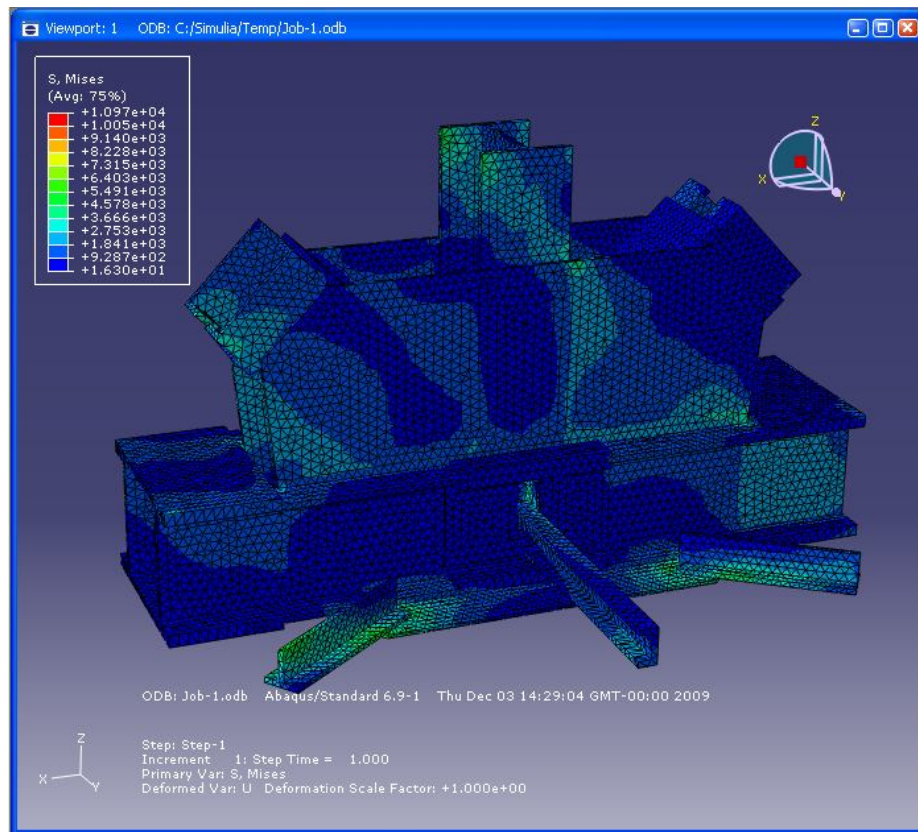 Viewport: 1 ODB: C:/Simulia/Temp/Job-1.odb
S, Mises
(Avg: 75%)
+1.097e+04
+1.005e+04
+9.140e+03
+8.228e+03
+7.315e+03
+6.403e+03
+5.491e+03
+4.578e+03
+3.666e+03
+2.753e+03
+1.841e+03
+9.287e+02
+1.630e+01
Z
X
Y
ODB: Job-1.odb Abaqus/Standard 6.9-1 Thu Dec 03 14:29:04 GMT-00:00 2009
Z
X
Y
Step: Step-1
Increment 1: Step Time = 1.000
Primary Var: S, Mises
Deformed Var: U Deformation Scale Factor: +1.000e+00